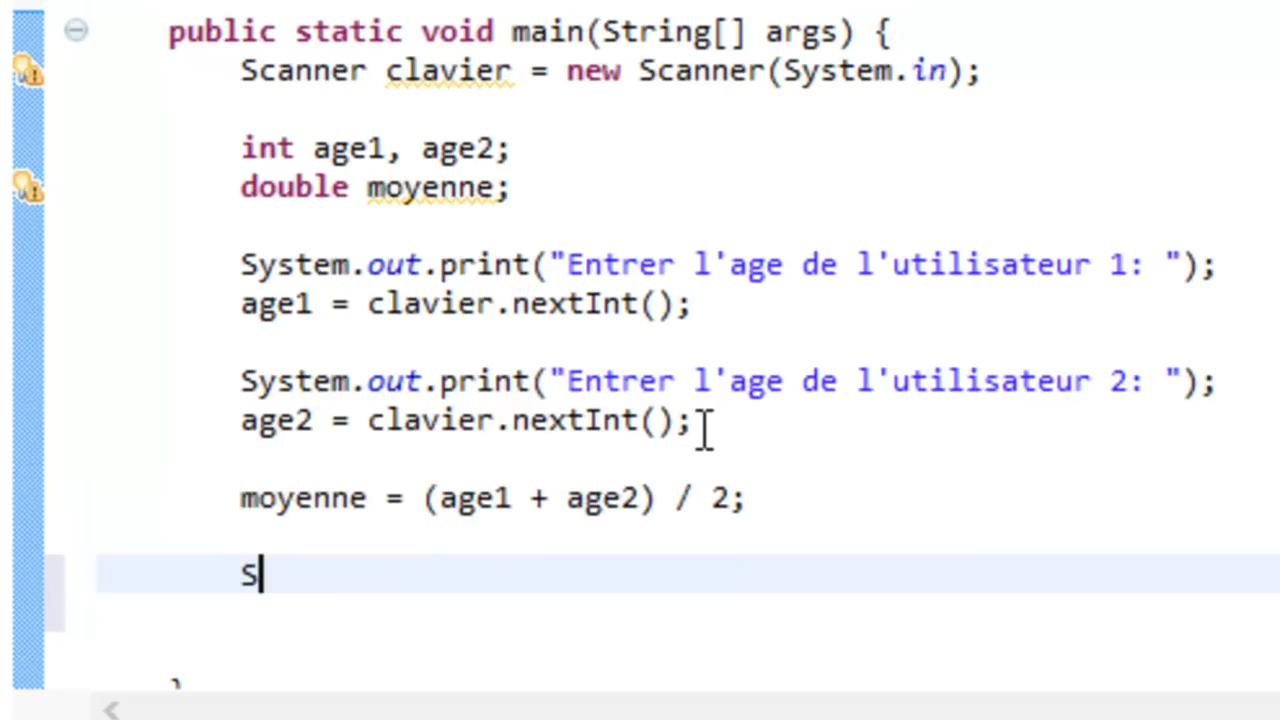 public static void main(String[] args) {
Scanner clavier = new Scanner(System.in);
int age1, age2;
double moyenne;
System.out.print("Entrer l'age de l'utilisateur 1: ");
age1 = clavier.nextInt();
System.out.print("Entrer l'age de l'utilisateur 2: ");
age2 = clavier.nextInt();
moyenne = (age1 + age2) / 2;
S
}